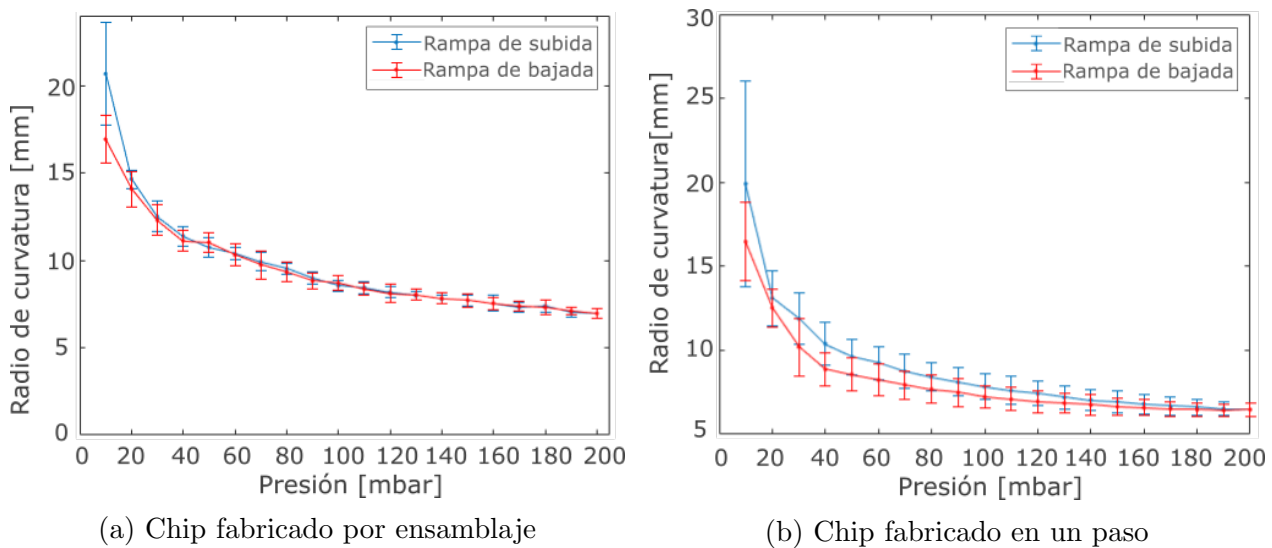 Radio de curvatura [mm]
20
15
10
5
0
Rampa de subida
Rampa de bajada
0 20 40 60 80 100 120 140 160 180 200
Presión [mbar]
(a) Chip fabricado por ensamblaje
Radio de curvatura[mm]
30
25
20
15
10
5
Rampa de subida
Rampa de bajada
0 20 40 60 80 100 120 140 160 180 200
Presión [mbar]
(b) Chip fabricado en un paso